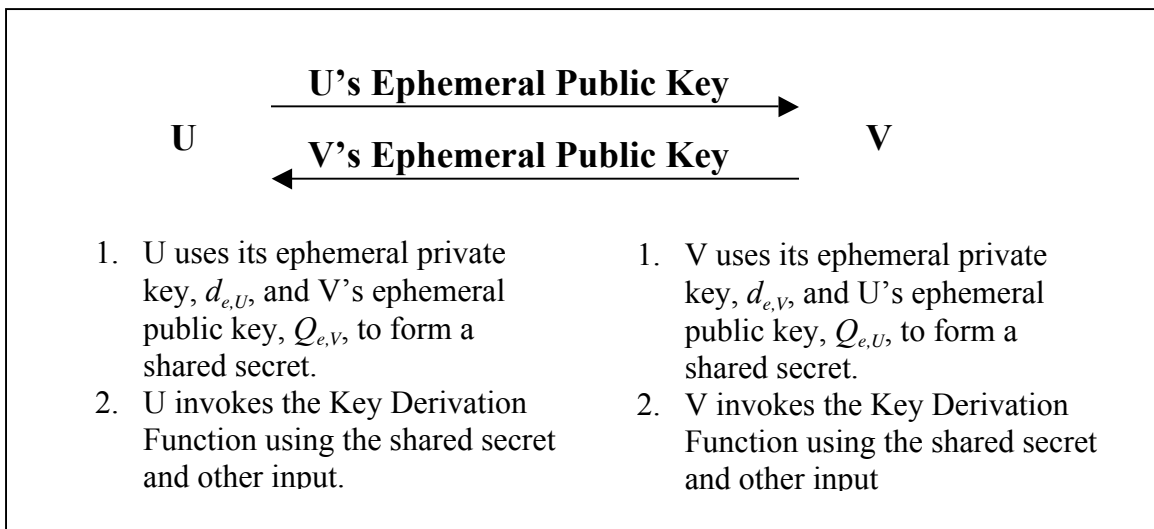 U’s Ephemeral Public Key
U
V
V’s Ephemeral Public Key
1. U uses its ephemeral private
key, d_{e,U}, and V’s ephemeral
public key, Q_{e,V}, to form a
shared secret.
2. U invokes the Key Derivation
Function using the shared secret
and other input.
1. V uses its ephemeral private
key, d_{e,V}, and U’s ephemeral
public key, Q_{e,U}, to form a
shared secret.
2. V invokes the Key Derivation
Function using the shared secret
and other input